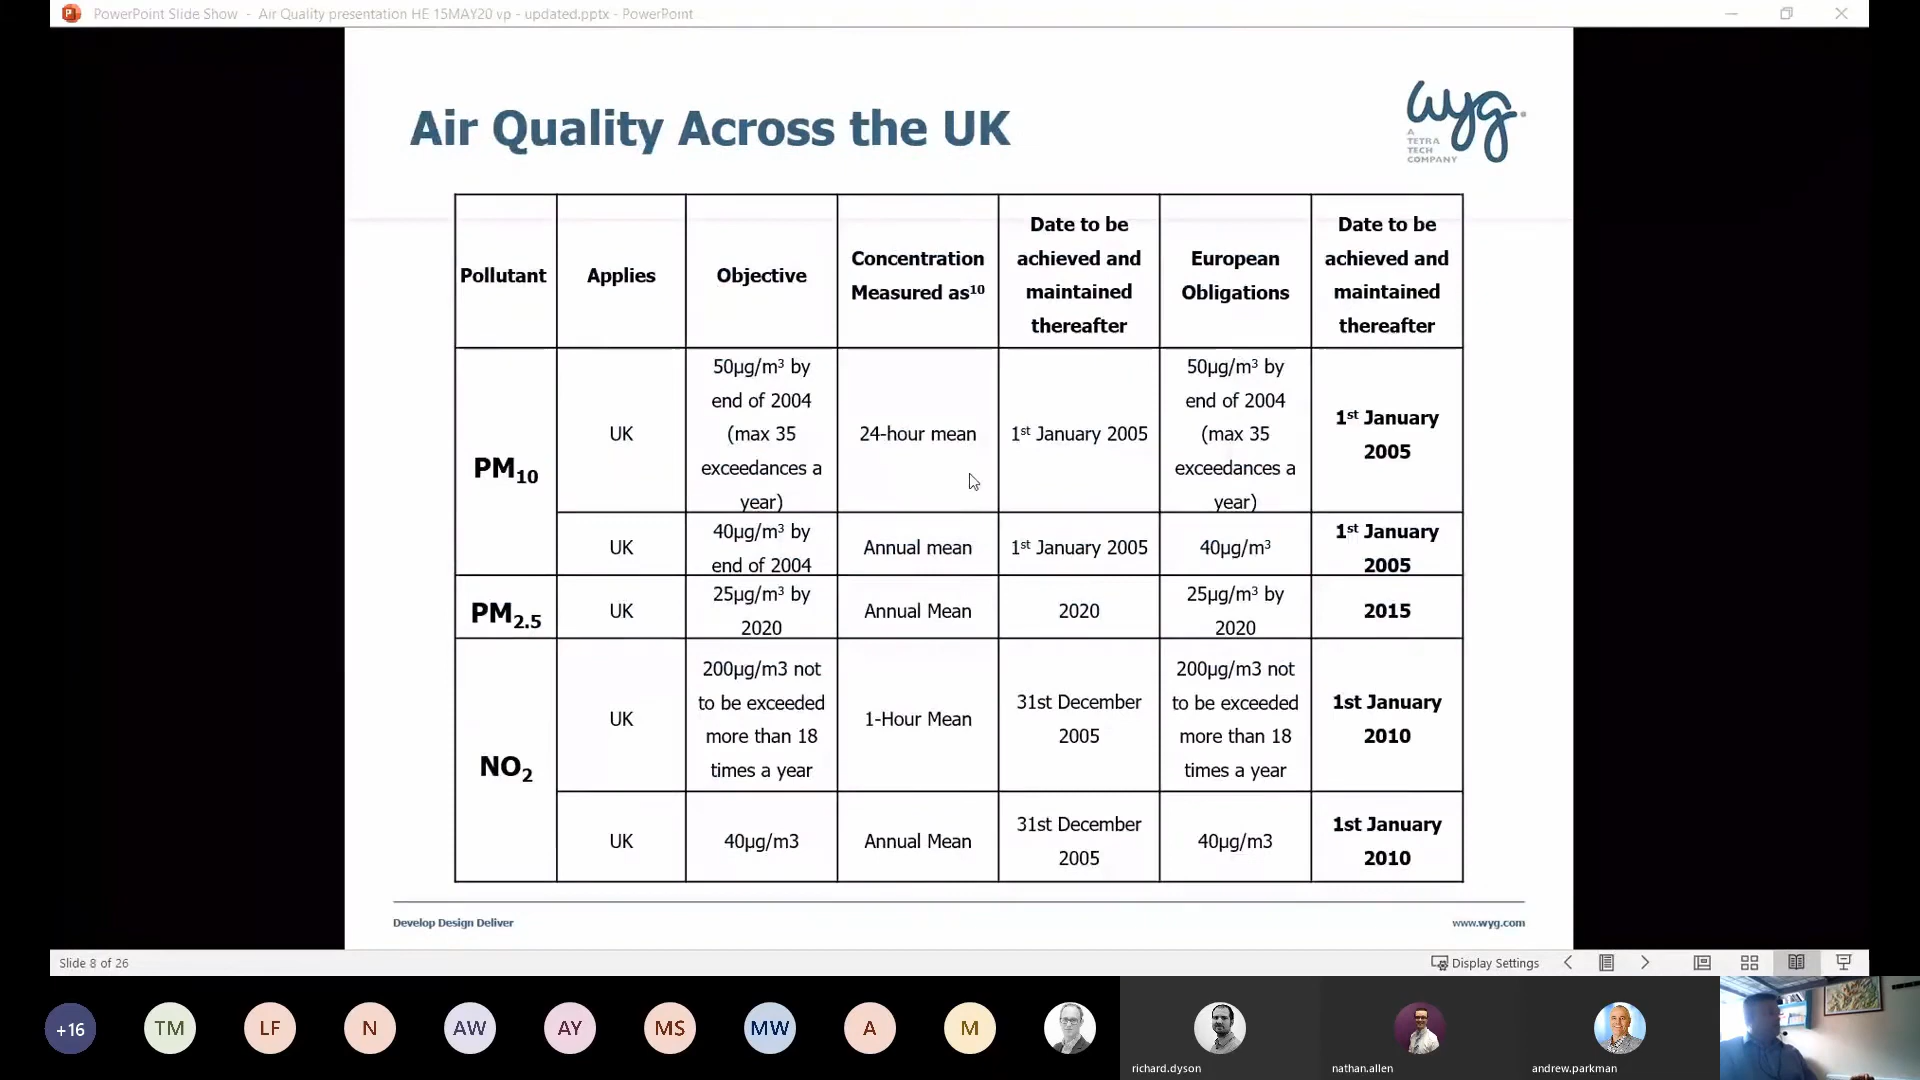 PowerPoint Slide Show - Air Quality presentation HE 15MAY20 vp - updated.pptx - PowerPoint
Air Quality Across the UK
wyg
A
TETRA
TECH
COMPANY
Pollutant
Applies
Objective
Concentration
Measured as¹⁰
Date to be
achieved and
maintained
thereafter
European
Obligations
Date to be
achieved and
maintained
thereafter
PM₁₀
UK
50µg/m³ by
end of 2004
(max 35
exceedances a
year)
24-hour mean
1ˢᵗ January 2005
50µg/m³ by
end of 2004
(max 35
exceedances a
year)
1ˢᵗ January
2005
UK
40µg/m³ by
end of 2004
Annual mean
1ˢᵗ January 2005
40µg/m³
1ˢᵗ January
2005
PM₂.₅
UK
25µg/m³ by
2020
Annual Mean
2020
25µg/m³ by
2020
2015
NO₂
UK
200µg/m3 not
to be exceeded
more than 18
times a year
1-Hour Mean
31st December
2005
200µg/m3 not
to be exceeded
more than 18
times a year
1st January
2010
UK
40µg/m3
Annual Mean
31st December
2005
40µg/m3
1st January
2010
Develop Design Deliver
www.wyg.com
Slide 8 of 26
Display Settings
+16
TM
LF
N
AW
AY
MS
MW
A
M
richard.dyson
nathan.allen
andrew.parkman